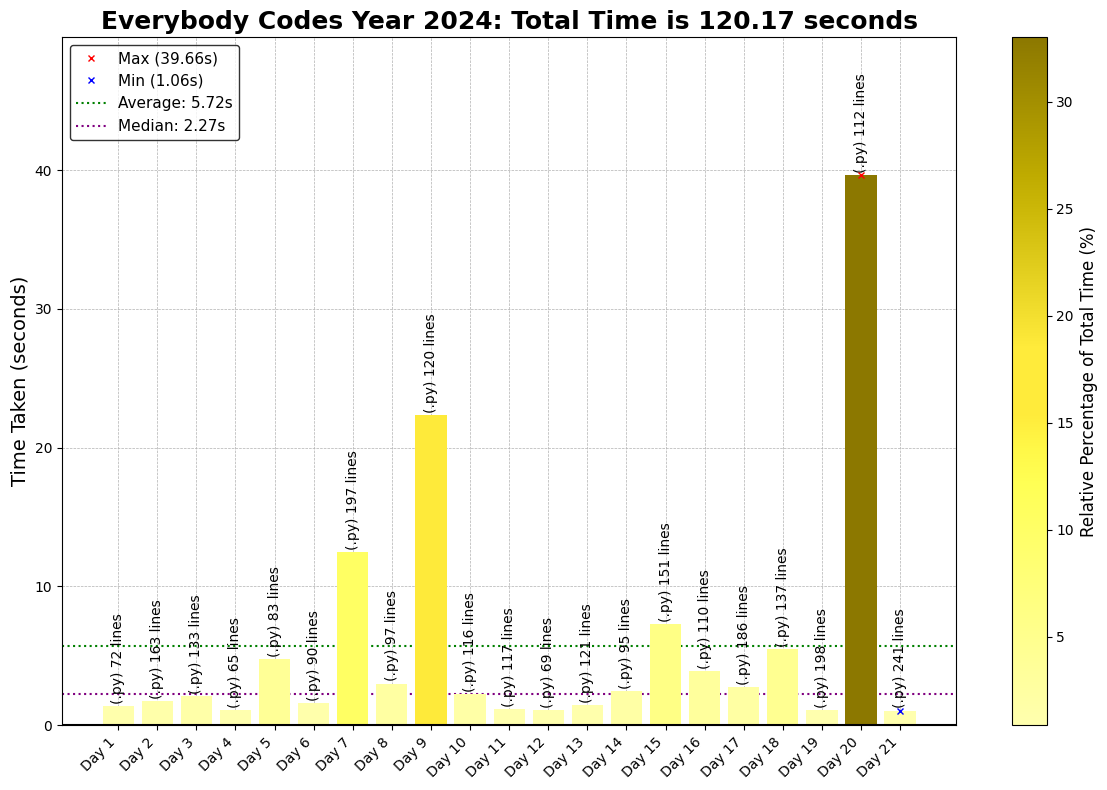 Everybody Codes Year 2024: Total Time is 120.17 seconds
Max (39.66s)
Min (1.06s)
Average: 5.72s
Median: 2.27s
Time Taken (seconds)
40
30
20
10
0
(.py) 72 lines
(.py) 163 lines
(.py) 133 lines
(.py) 65 lines
(.py) 83 lines
(.py) 90 lines
(.py) 197 lines
(.py) 97 lines
(.py) 120 lines
(.py) 116 lines
(.py) 117 lines
(.py) 69 lines
(.py) 121 lines
(.py) 95 lines
(.py) 151 lines
(.py) 110 lines
(.py) 186 lines
(.py) 137 lines
(.py) 198 lines
(.py) 112 lines
(.py) 241 lines
Day 1
Day 2
Day 3
Day 4
Day 5
Day 6
Day 7
Day 8
Day 9
Day 10
Day 11
Day 12
Day 13
Day 14
Day 15
Day 16
Day 17
Day 18
Day 19
Day 20
Day 21
30
25
20
15
10
5
Relative Percentage of Total Time (%)